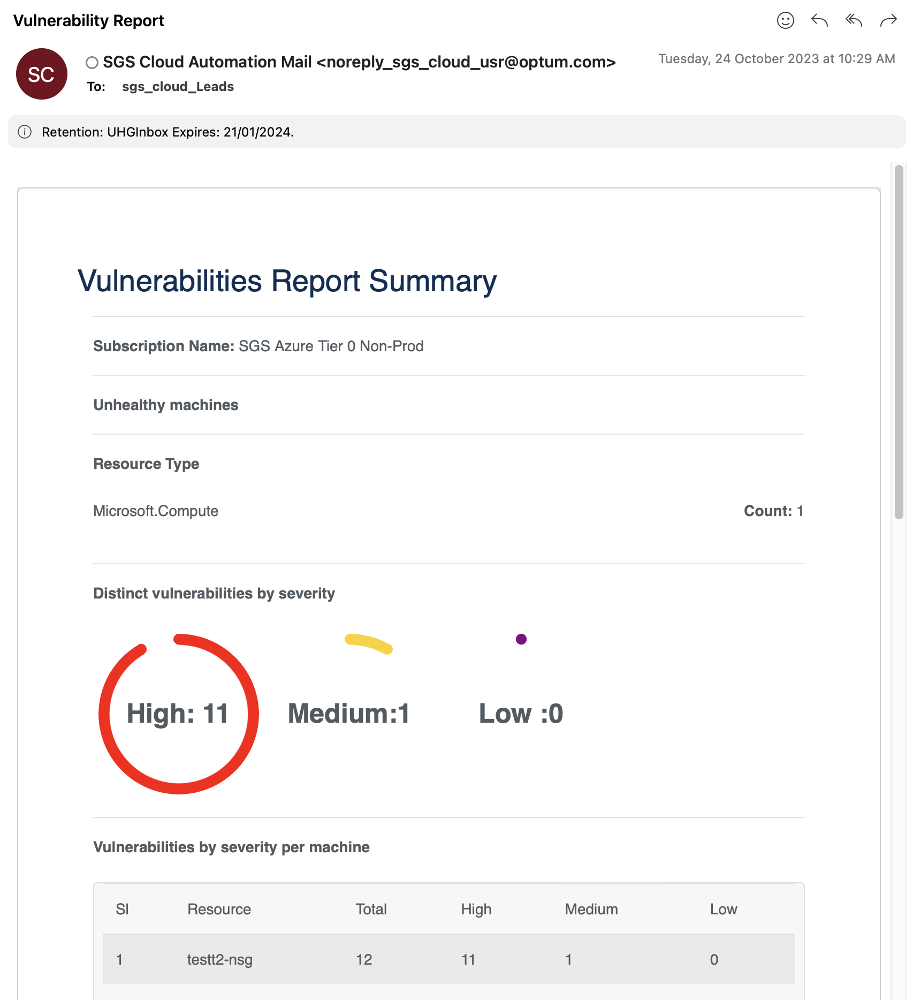 Vulnerability Report
SC
SGS Cloud Automation Mail <noreply_sgs_cloud_usr@optum.com>
Tuesday, 24 October 2023 at 10:29 AM
To: sgs_cloud_Leads
Retention: UHGInbox Expires: 21/01/2024.
Vulnerabilities Report Summary
Subscription Name: SGS Azure Tier 0 Non-Prod
Unhealthy machines
Resource Type
Microsoft.Compute Count: 1
Distinct vulnerabilities by severity
High: 11 Medium:1 Low :0
Vulnerabilities by severity per machine
Sl Resource Total High Medium Low
1 testt2-nsg 12 11 1 0